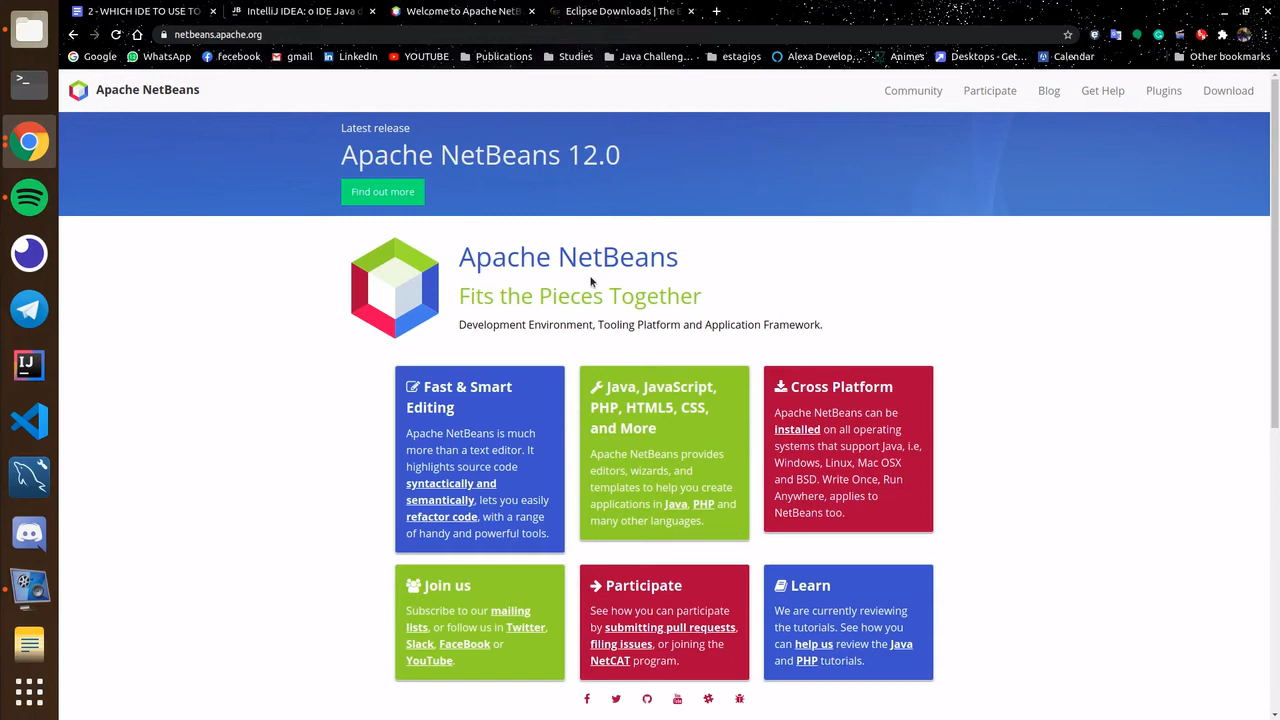 2 - WHICH IDE TO USE TO
IntelliJ IDEA: o IDE Java d
Welcome to Apache NetB
Eclipse Downloads | The E
netbeans.apache.org
Google
WhatsApp
facebook
gmail
LinkedIn
YOUTUBE
Publications
Studies
Java Challeng...
estagios
Alexa Develop...
Animes
Desktops - Get...
Calendar
Other bookmarks
Apache NetBeans
Community
Participate
Blog
Get Help
Plugins
Download
Latest release
Apache NetBeans 12.0
Find out more
Apache NetBeans
Fits the Pieces Together
Development Environment, Tooling Platform and Application Framework.
Fast & Smart
Editing
Apache NetBeans is much
more than a text editor. It
highlights source code
syntactically and
semantically, lets you easily
refactor code, with a range
of handy and powerful tools.
Java, JavaScript,
PHP, HTML5, CSS,
and More
Apache NetBeans provides
editors, wizards, and
templates to help you create
applications in Java, PHP and
many other languages.
Cross Platform
Apache NetBeans can be
installed on all operating
systems that support Java, i.e,
Windows, Linux, Mac OSX
and BSD. Write Once, Run
Anywhere, applies to
NetBeans too.
Join us
Subscribe to our mailing
lists, or follow us in Twitter,
Slack, FaceBook or
YouTube.
Participate
See how you can participate
by submitting pull requests,
filing issues, or joining the
NetCAT program.
Learn
We are currently reviewing
the tutorials. See how you
can help us review the Java
and PHP tutorials.